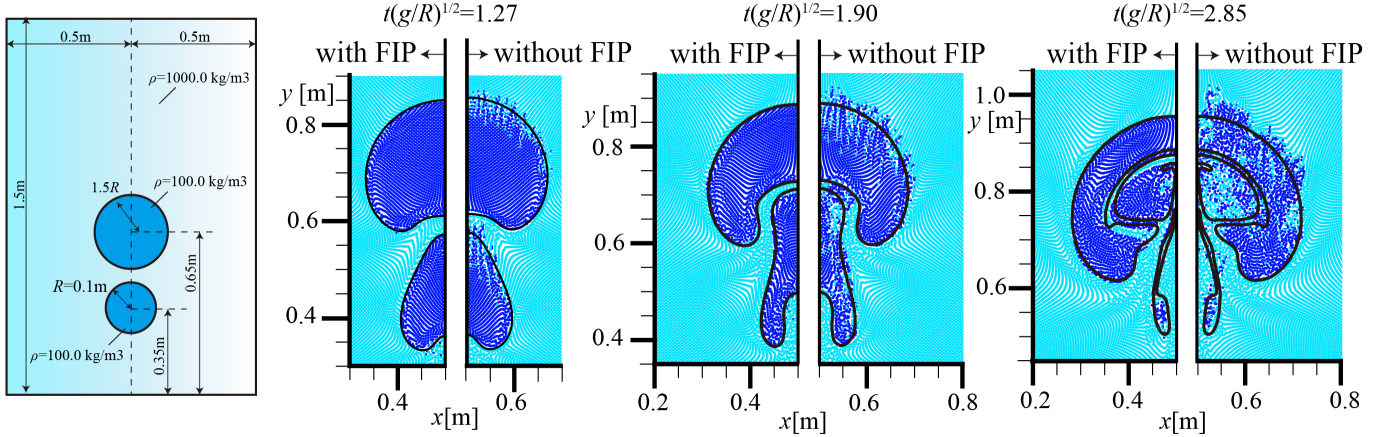 0.5m 0.5m
ρ=1000.0 kg/m3
1.5m
1.5R
ρ=100.0 kg/m3
R=0.1m
0.65m
0.35m
ρ=100.0 kg/m3
t(g/R)^1/2=1.27
with FIP without FIP
y [m]
0.8
0.6
0.4
0.4 0.6
x[m]
t(g/R)^1/2=1.90
with FIP without FIP
y [m]
0.8
0.6
0.4
0.2 0.4 0.6 0.8
x[m]
t(g/R)^1/2=2.85
with FIP without FIP
1.0
y [m]
0.8
0.6
0.2 0.4 0.6 0.8
x[m]